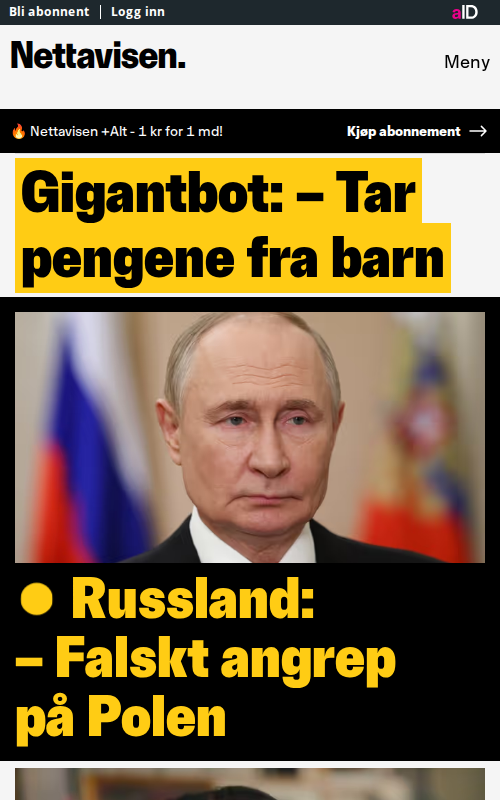 Bli abonnent | Logg inn
aID
Nettavisen.
Meny
🔥 Nettavisen +Alt - 1 kr for 1 md!
Kjøp abonnement →
Gigantbot: – Tar
pengene fra barn
Russland:
– Falskt angrep
på Polen